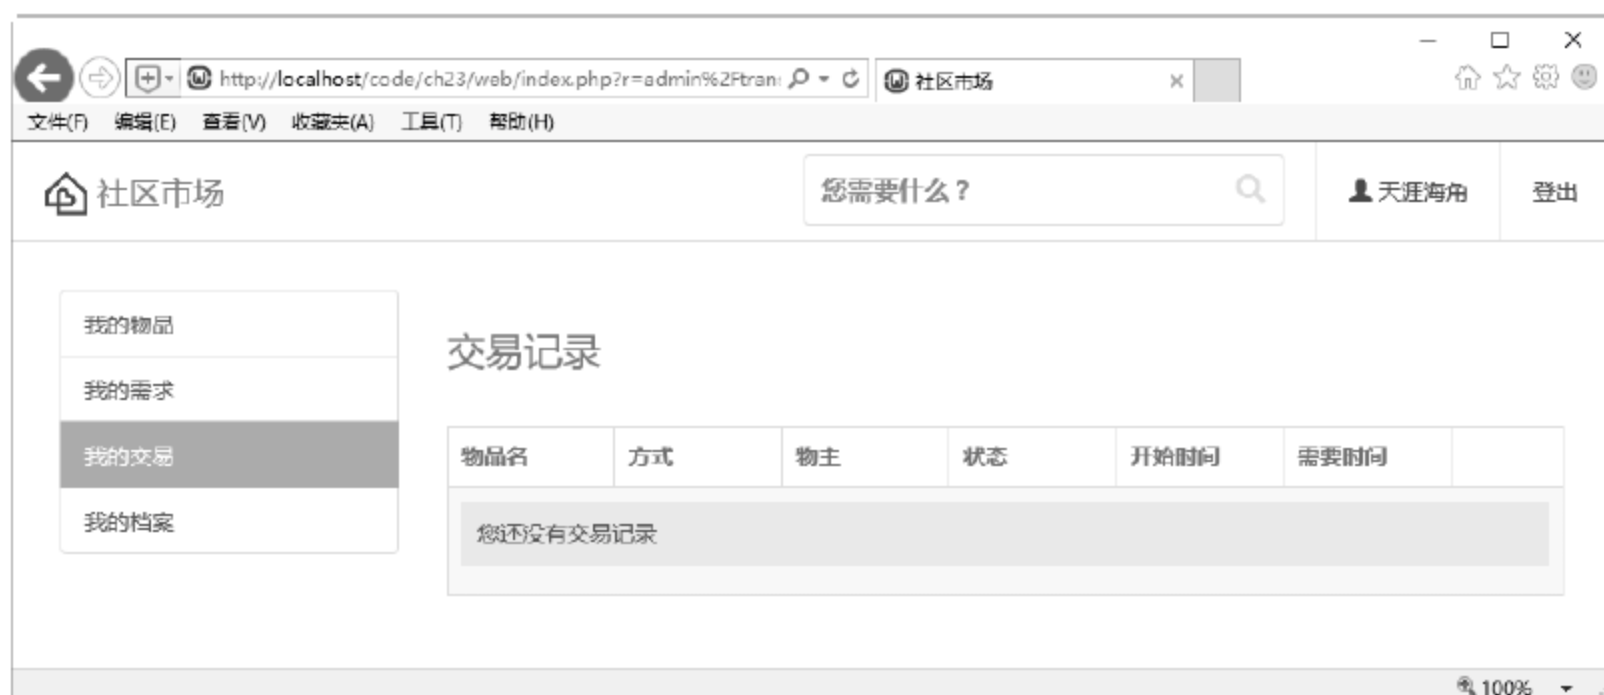 http://localhost/code/ch23/web/index.php?r=admin%2Ftran
社区市场
文件(F) 编辑(E) 查看(V) 收藏夹(A) 工具(T) 帮助(H)
社区市场 您需要什么？ 天涯海角 登出
我的物品
我的需求
我的交易
我的档案
交易记录
物品名 方式 物主 状态 开始时间 需要时间
您还没有交易记录
100%